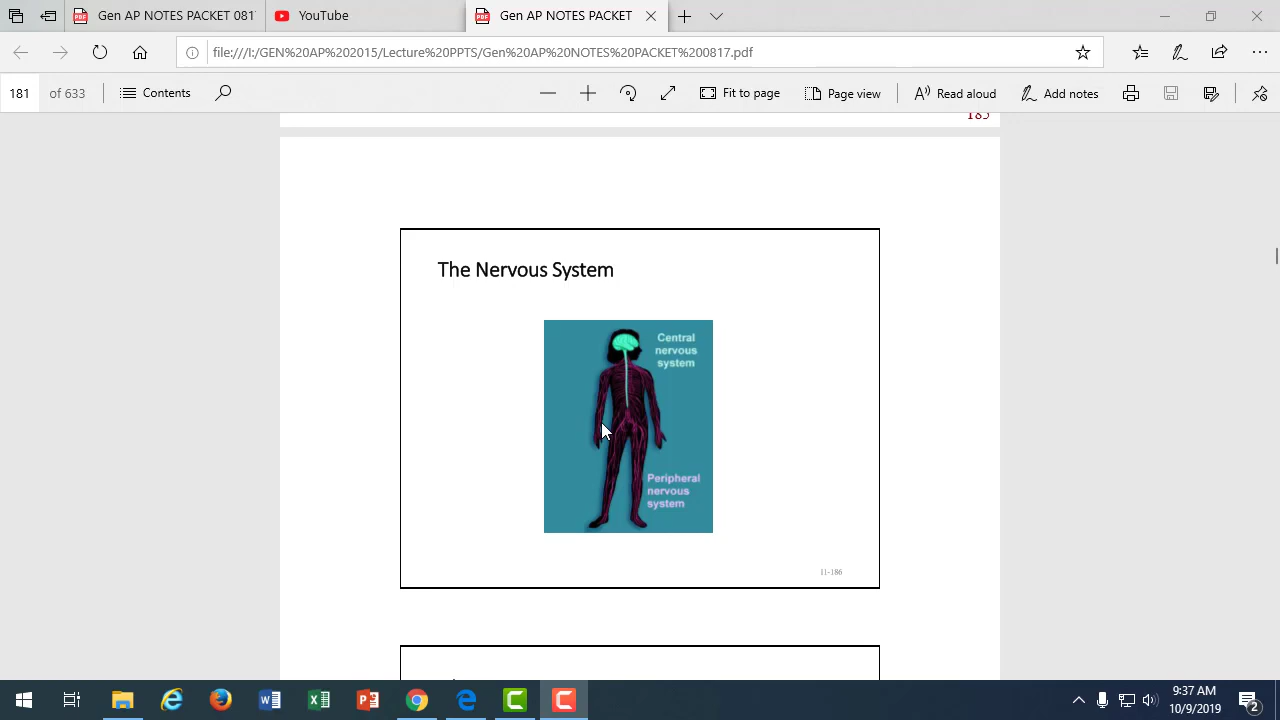 Gen AP NOTES PACKET 081
YouTube
Gen AP NOTES PACKET
file:///I:/GEN%20AP%202015/Lecture%20PPTS/Gen%20AP%20NOTES%20PACKET%200817.pdf
181 of 633 Contents Fit to page Page view Read aloud Add notes
185
The Nervous System
Central
nervous
system
Peripheral
nervous
system
11-186
9:37 AM
10/9/2019
2